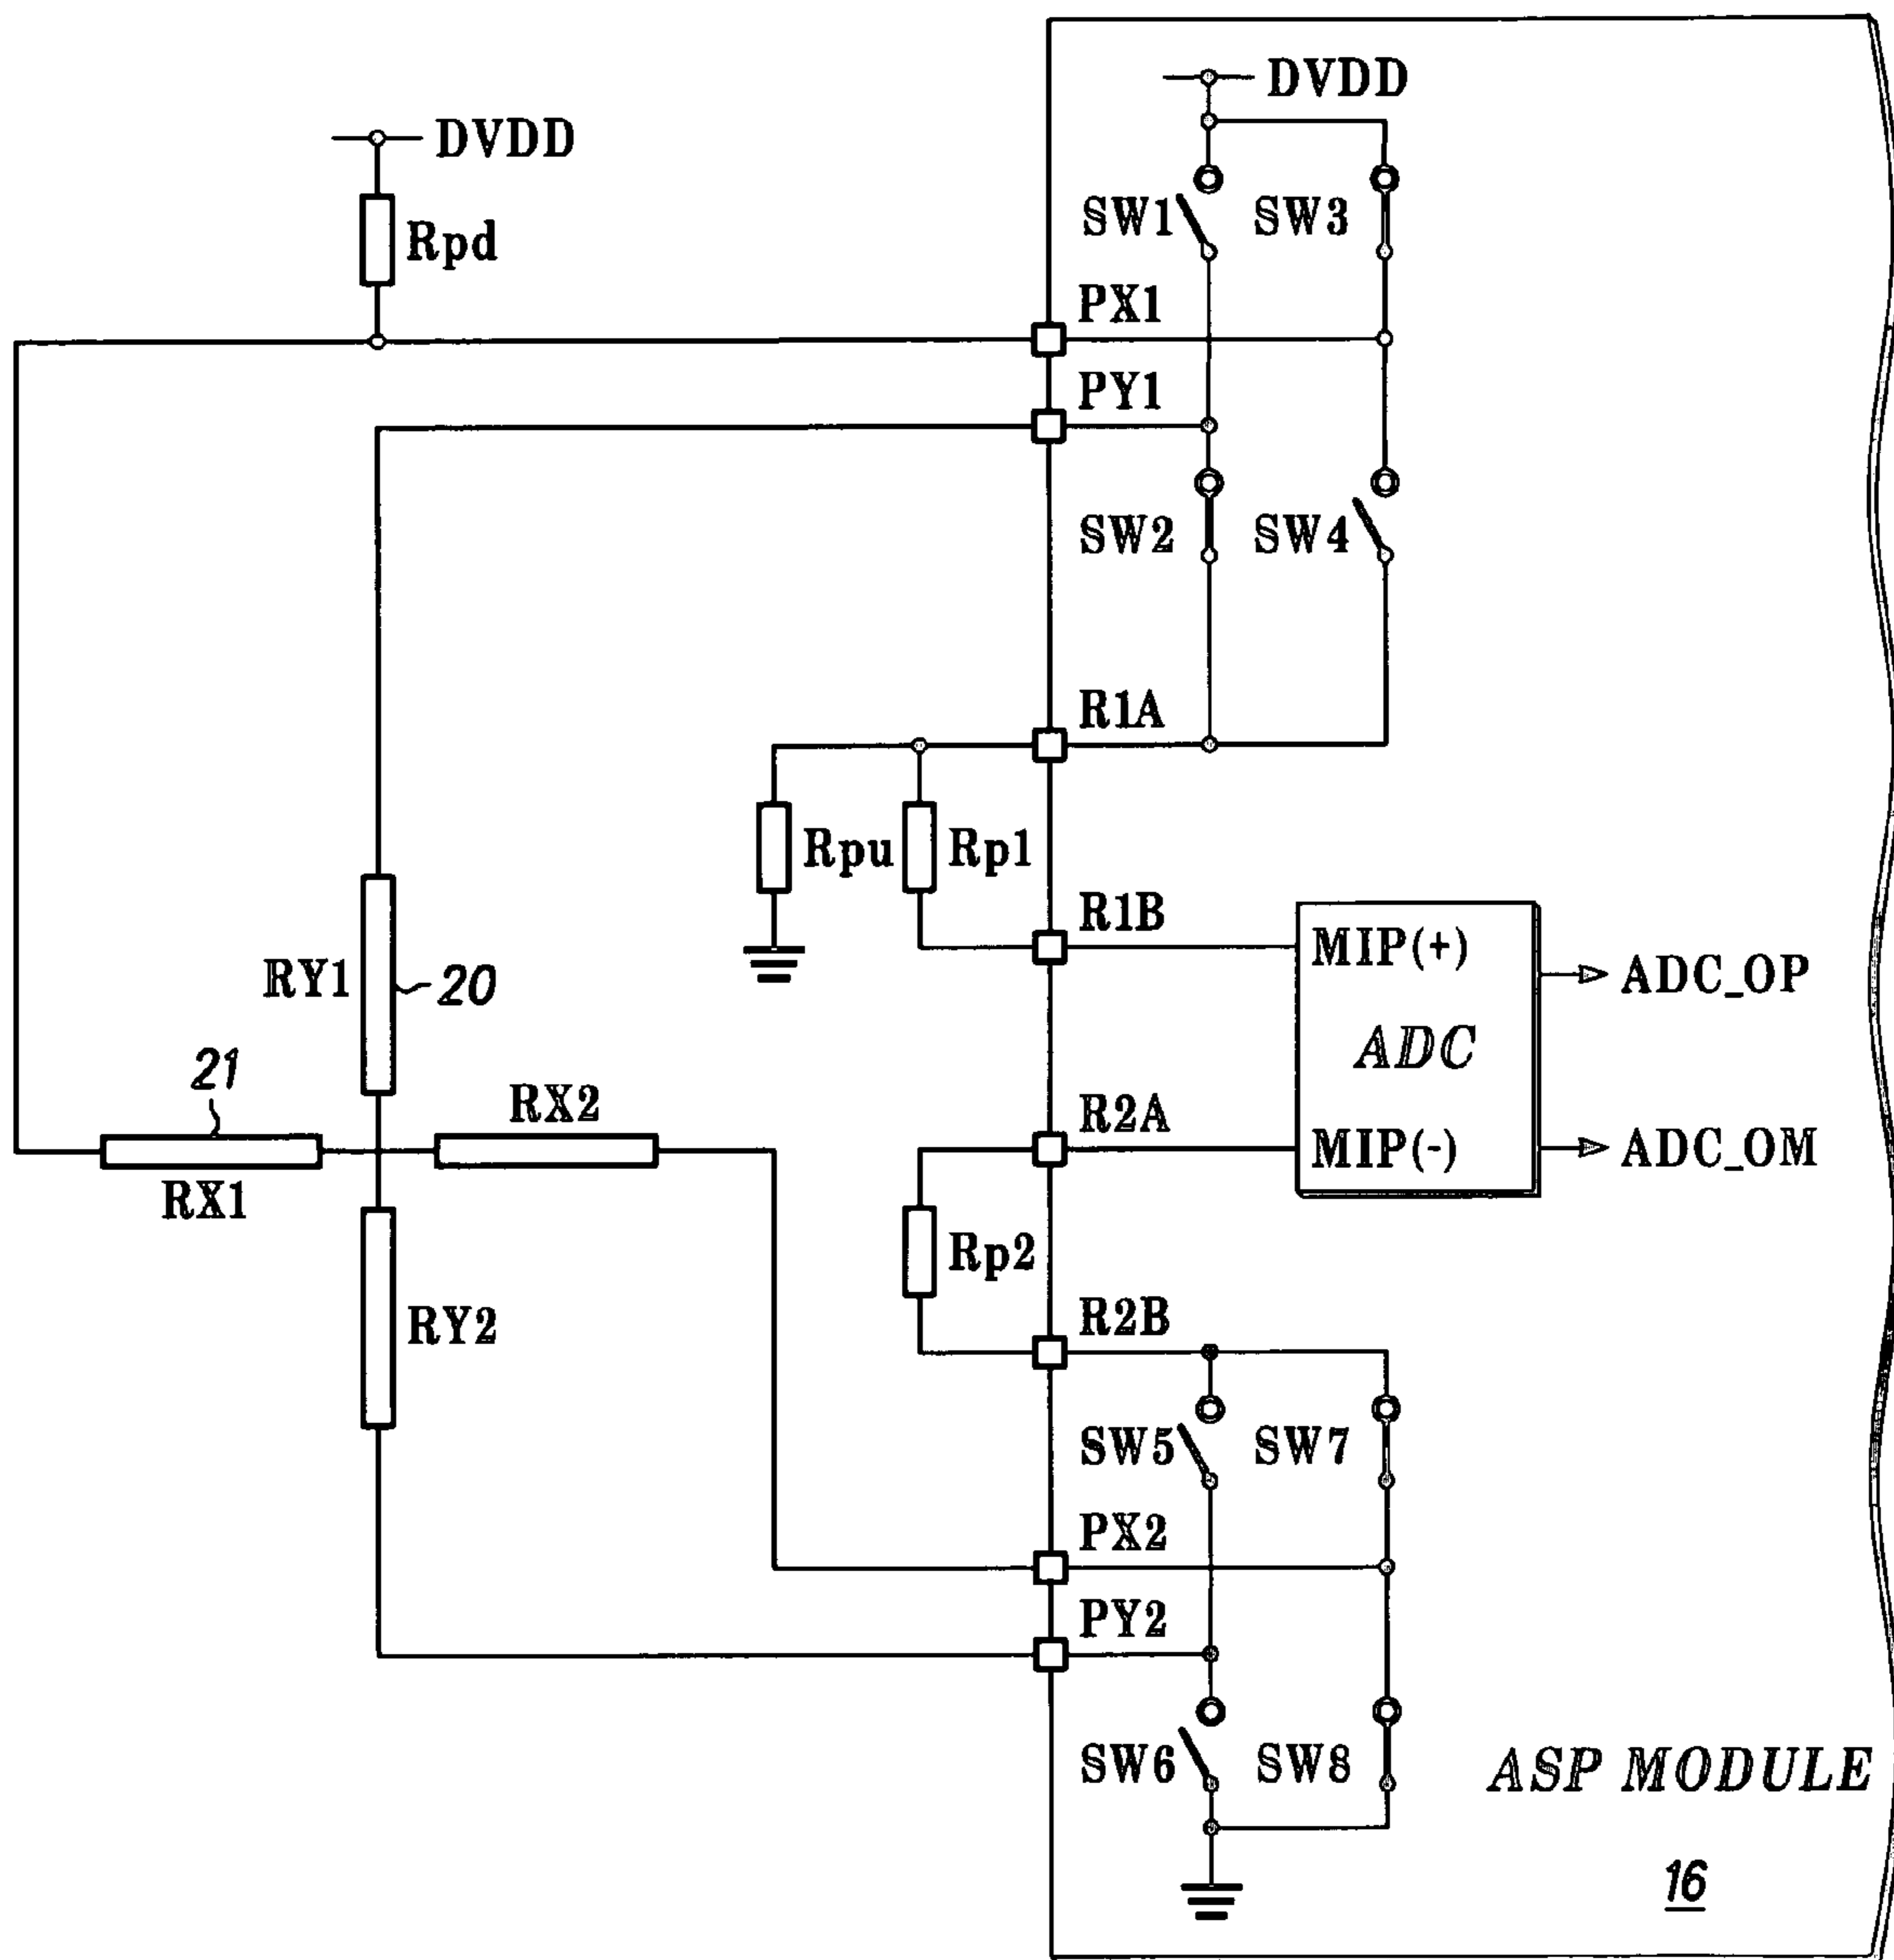 DVDD
DVDD
Rpd
SW1
SW3
PX1
PY1
SW2
SW4
R1A
Rpu
Rp1
R1B
MIP(+)
ADC_OP
RY1
20
ADC
21
RX2
R2A
MIP(-)
ADC_OM
RX1
Rp2
RY2
R2B
SW5
SW7
PX2
PY2
SW6
SW8
ASP MODULE
16